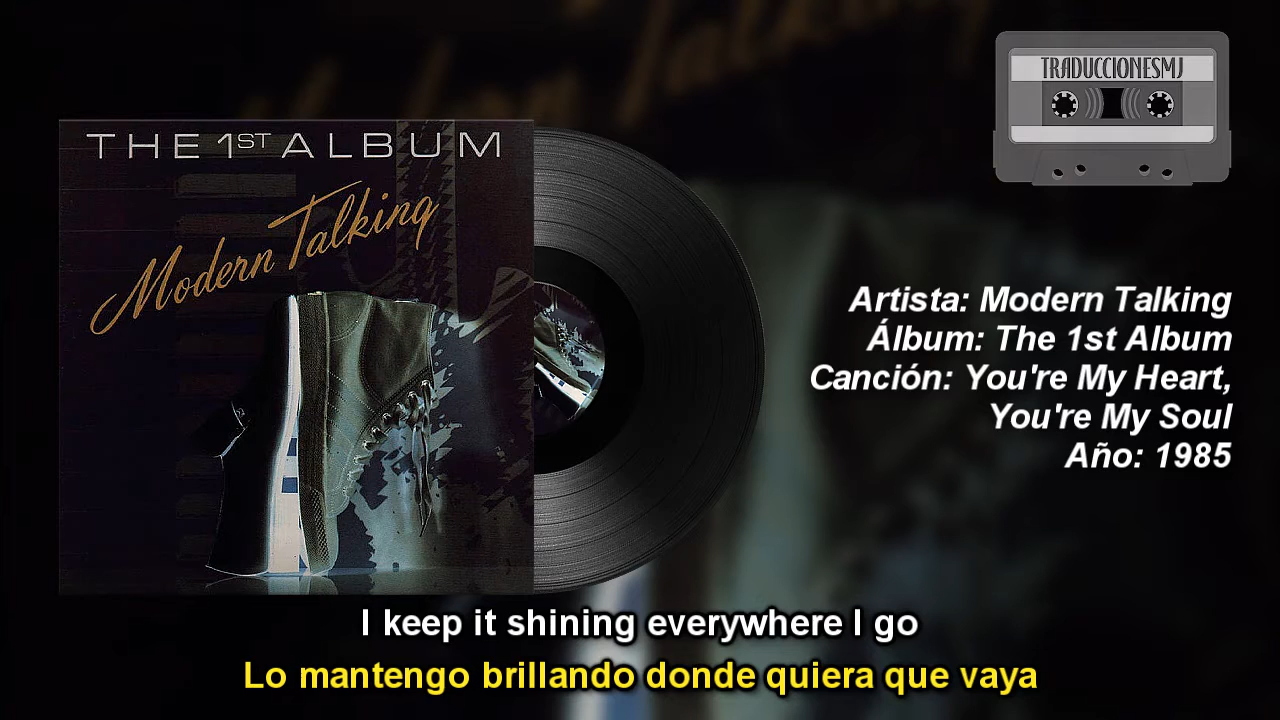 THE 1ST ALBUM
Modern Talking
TRADUCCIONESMJ
Artista: Modern Talking
Álbum: The 1st Album
Canción: You're My Heart,
You're My Soul
Año: 1985
I keep it shining everywhere I go
Lo mantengo brillando donde quiera que vaya